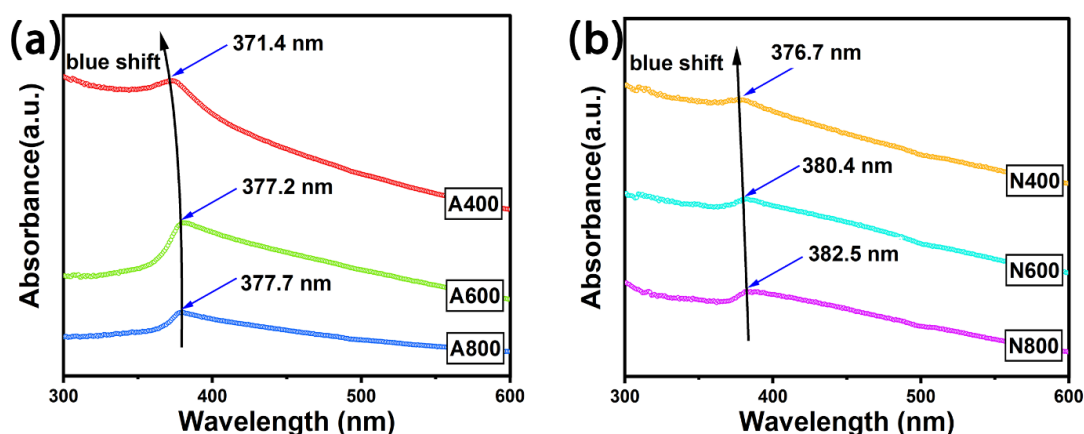 (a)
371.4 nm
blue shift
A400
377.2 nm
A600
377.7 nm
A800
Absorbance(a.u.)
300 400 500 600
Wavelength (nm)
(b)
376.7 nm
blue shift
N400
380.4 nm
N600
382.5 nm
N800
Absorbance(a.u.)
300 400 500 600
Wavelength (nm)